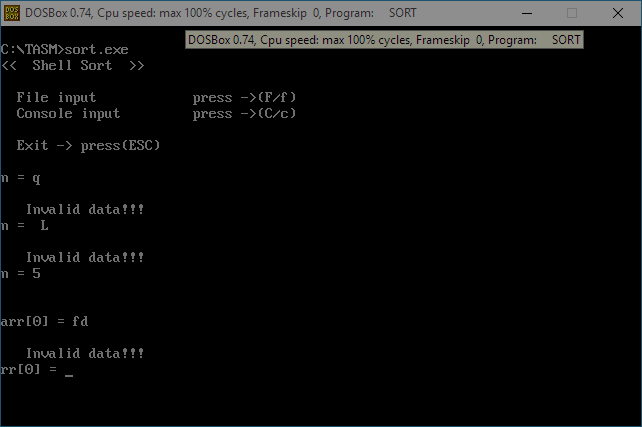 DOSBox 0.74, Cpu speed: max 100% cycles, Frameskip 0, Program: SORT
DOSBox 0.74, Cpu speed: max 100% cycles, Frameskip 0, Program: SORT
C:\TASM>sort.exe
<< Shell Sort >>
File input press ->(F/f)
Console input press ->(C/c)
Exit -> press(ESC)
n = q
Invalid data!!!
n = L
Invalid data!!!
n = 5
arr[0] = fd
Invalid data!!!
rr[0] = _